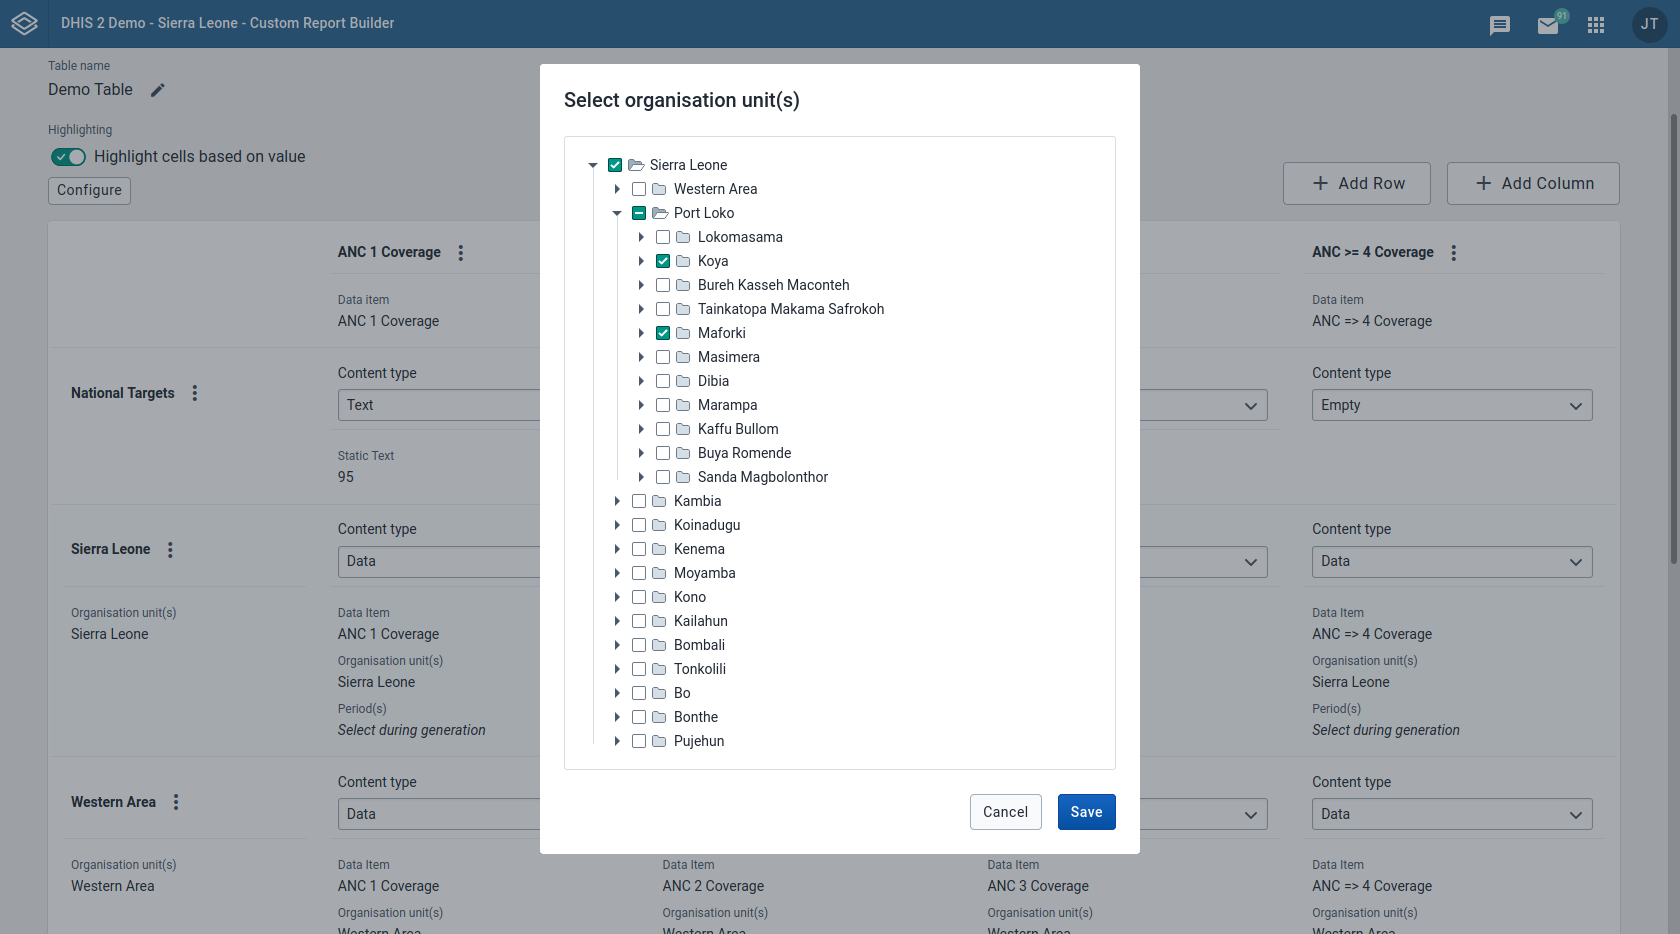 DHIS 2 Demo - Sierra Leone - Custom Report Builder
91
JT
Table name
Demo Table
Highlighting
Highlight cells based on value
Configure
Add Row
Add Column
ANC 1 Coverage
ANC >= 4 Coverage
Data item
Data item
ANC 1 Coverage
ANC => 4 Coverage
National Targets
Content type
Content type
Text
Empty
Static Text
95
Sierra Leone
Content type
Content type
Data
Data
Organisation unit(s)
Data Item
Data Item
Sierra Leone
ANC 1 Coverage
ANC => 4 Coverage
Organisation unit(s)
Organisation unit(s)
Sierra Leone
Sierra Leone
Period(s)
Period(s)
Select during generation
Select during generation
Western Area
Content type
Content type
Data
Data
Organisation unit(s)
Data Item
Data Item
Data Item
Data Item
Western Area
ANC 1 Coverage
ANC 2 Coverage
ANC 3 Coverage
ANC => 4 Coverage
Organisation unit(s)
Organisation unit(s)
Organisation unit(s)
Organisation unit(s)
Western Area
Western Area
Western Area
Western Area
Select organisation unit(s)
Sierra Leone
Western Area
Port Loko
Lokomasama
Koya
Bureh Kasseh Maconteh
Tainkatopa Makama Safrokoh
Maforki
Masimera
Dibia
Marampa
Kaffu Bullom
Buya Romende
Sanda Magbolonthor
Kambia
Koinadugu
Kenema
Moyamba
Kono
Kailahun
Bombali
Tonkolili
Bo
Bonthe
Pujehun
Cancel
Save